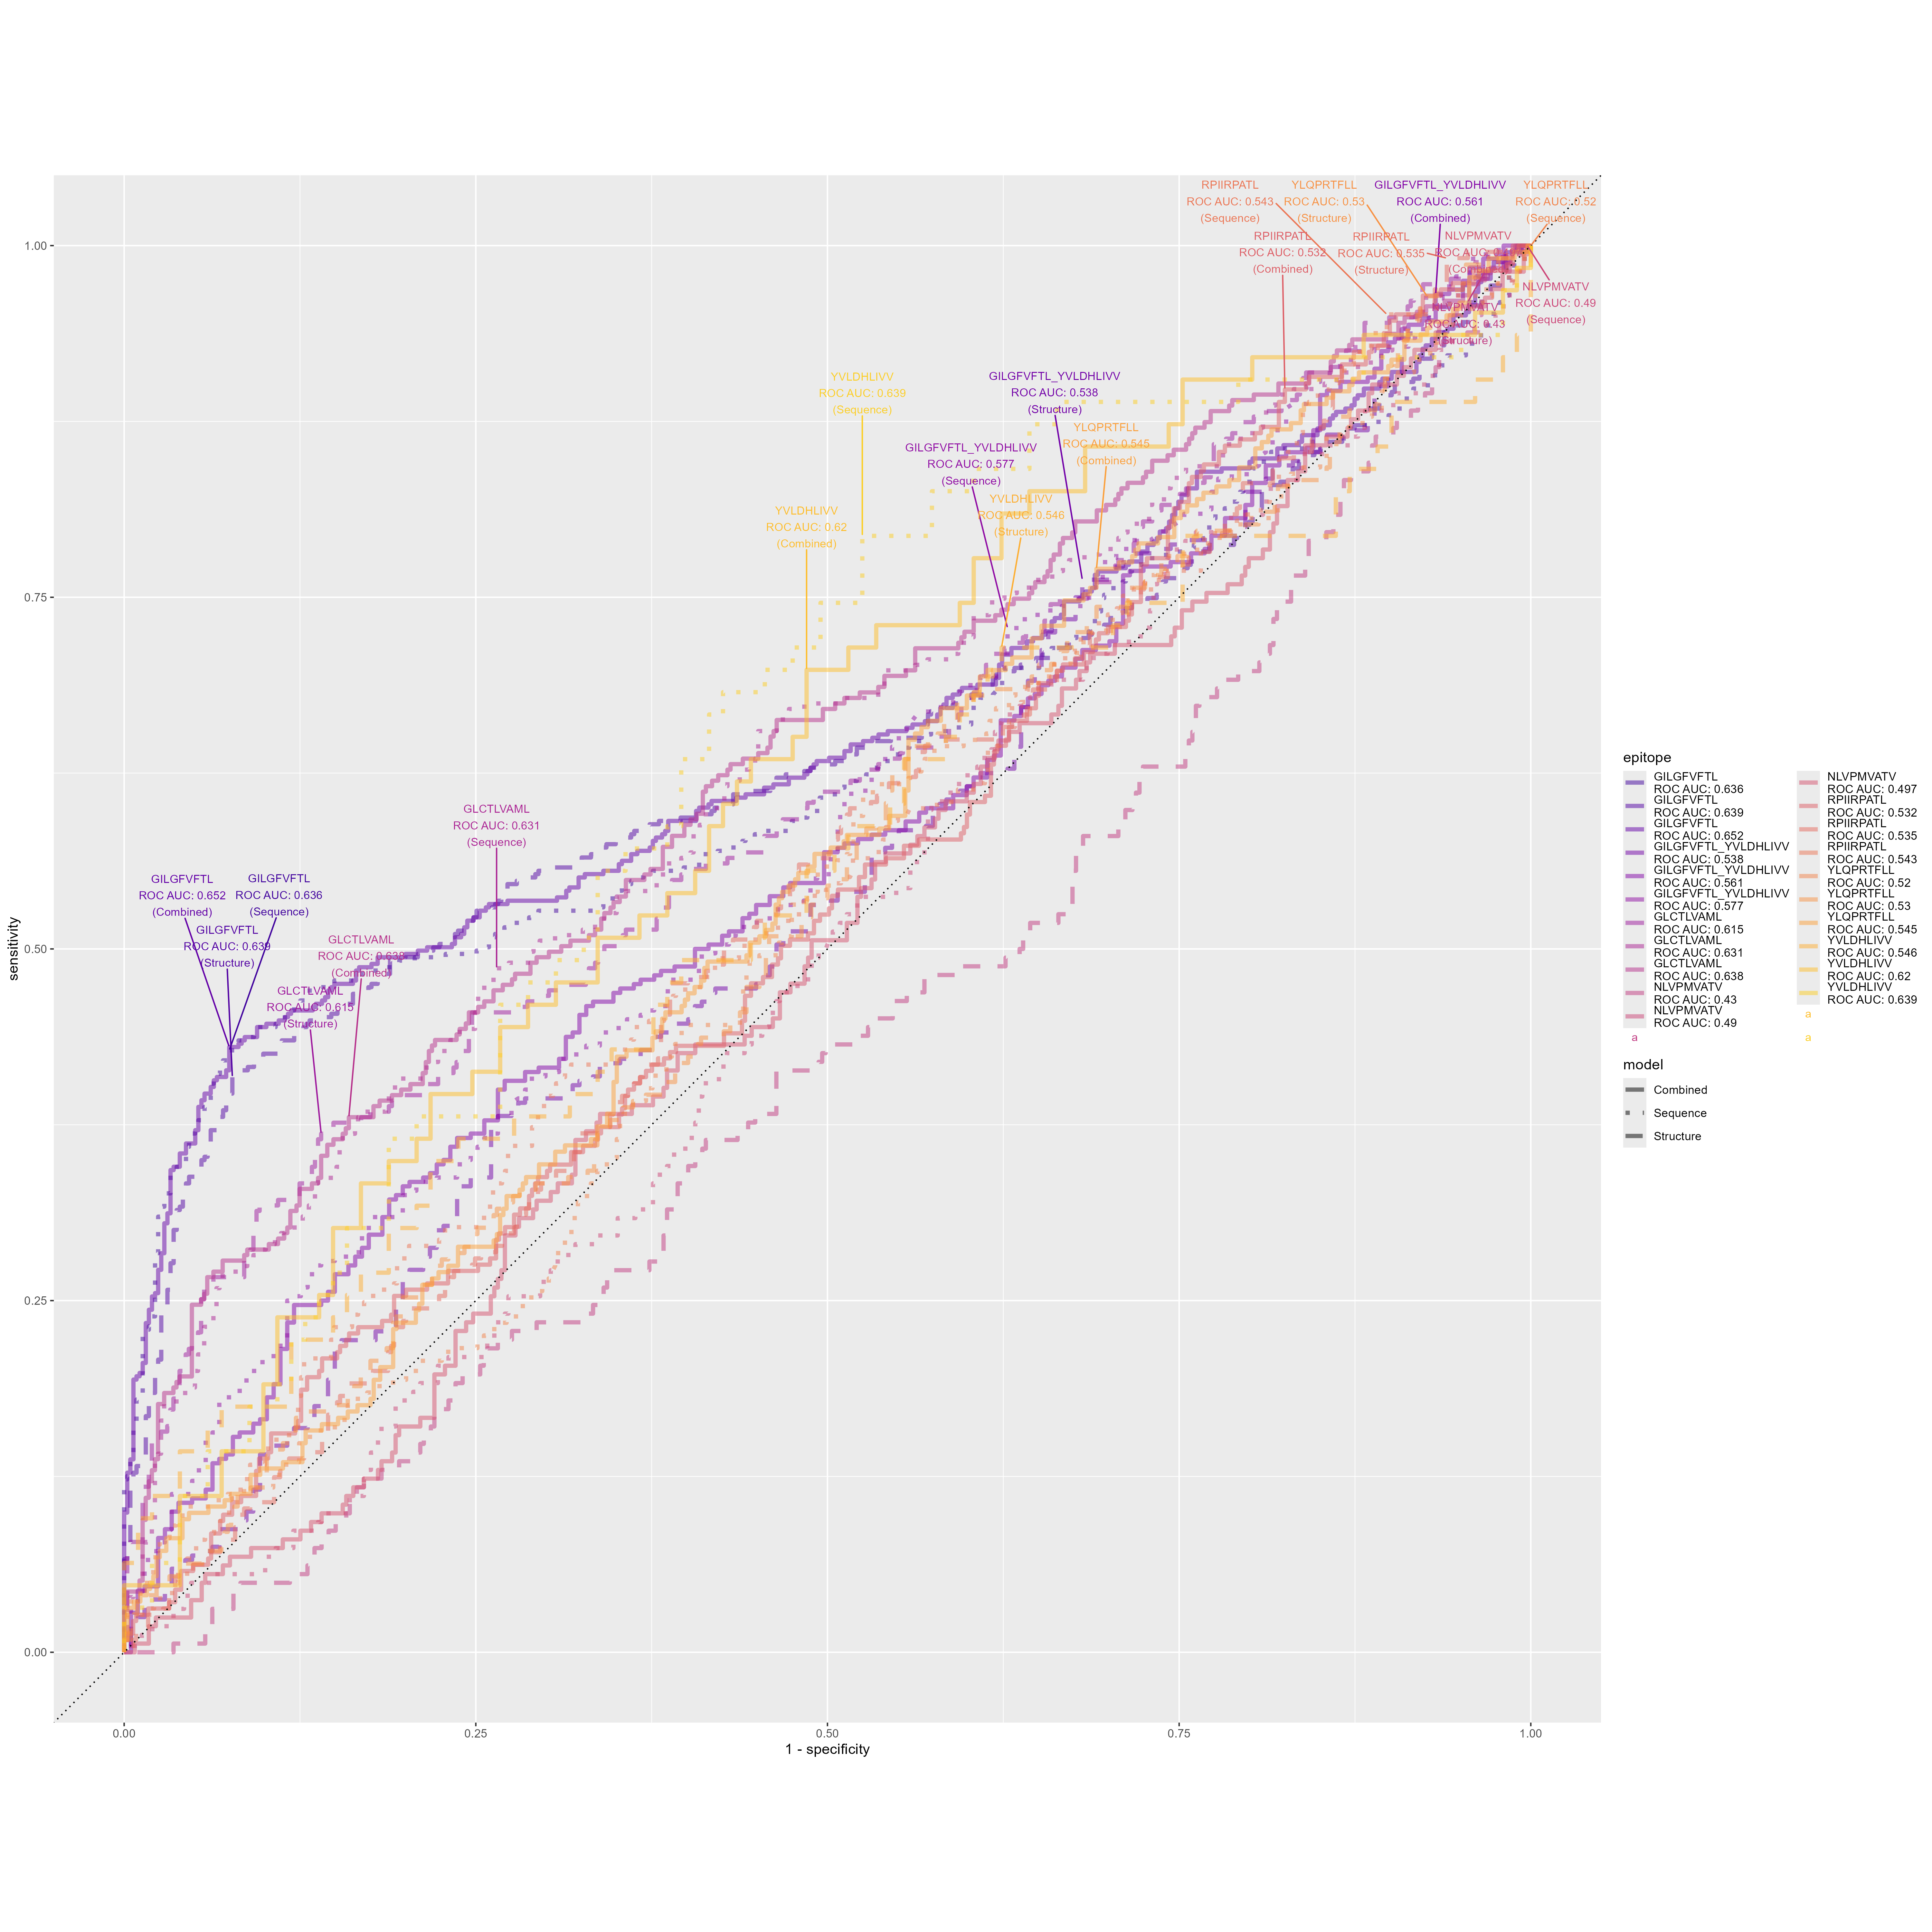 RPIIRPATL
ROC AUC: 0.543
(Sequence)
YLQPRTFLL
ROC AUC: 0.53
(Structure)
GILGFVFTL_YVLDHLIVV
ROC AUC: 0.561
(Combined)
YLQPRTFLL
ROC AUC: 0.52
(Sequence)
RPIIRPATL
ROC AUC: 0.532
(Combined)
RPIIRPATL
ROC AUC: 0.535
(Structure)
NLVPMVATV
ROC AUC:
(Combined)
NLVPMVATV
ROC AUC: 0.49
(Sequence)
NLVPMVATV
ROC AUC: 0.43
(Structure)
YVLDHLIVV
ROC AUC: 0.639
(Sequence)
GILGFVFTL_YVLDHLIVV
ROC AUC: 0.538
(Structure)
YLQPRTFLL
ROC AUC: 0.545
(Combined)
GILGFVFTL_YVLDHLIVV
ROC AUC: 0.577
(Sequence)
YVLDHLIVV
ROC AUC: 0.546
(Structure)
YVLDHLIVV
ROC AUC: 0.62
(Combined)
GLCTLVAML
ROC AUC: 0.631
(Sequence)
GILGFVFTL
ROC AUC: 0.652
(Combined)
GILGFVFTL
ROC AUC: 0.636
(Sequence)
GILGFVFTL
ROC AUC: 0.639
(Structure)
GLCTLVAML
ROC AUC: 0.638
(Combined)
GLCTLVAML
ROC AUC: 0.615
(Structure)
1.00
0.75
0.50
0.25
0.00
sensitivity
0.00
0.25
0.50
0.75
1.00
1 - specificity
epitope
GILGFVFTL
ROC AUC: 0.636
GILGFVFTL
ROC AUC: 0.639
GILGFVFTL
ROC AUC: 0.652
GILGFVFTL_YVLDHLIVV
ROC AUC: 0.538
GILGFVFTL_YVLDHLIVV
ROC AUC: 0.561
GILGFVFTL_YVLDHLIVV
ROC AUC: 0.577
GLCTLVAML
ROC AUC: 0.615
GLCTLVAML
ROC AUC: 0.631
GLCTLVAML
ROC AUC: 0.638
NLVPMVATV
ROC AUC: 0.43
NLVPMVATV
ROC AUC: 0.49
a
NLVPMVATV
ROC AUC: 0.497
RPIIRPATL
ROC AUC: 0.532
RPIIRPATL
ROC AUC: 0.535
RPIIRPATL
ROC AUC: 0.543
YLQPRTFLL
ROC AUC: 0.52
YLQPRTFLL
ROC AUC: 0.53
YLQPRTFLL
ROC AUC: 0.545
YVLDHLIVV
ROC AUC: 0.546
YVLDHLIVV
ROC AUC: 0.62
YVLDHLIVV
ROC AUC: 0.639
a
a
model
Combined
Sequence
Structure